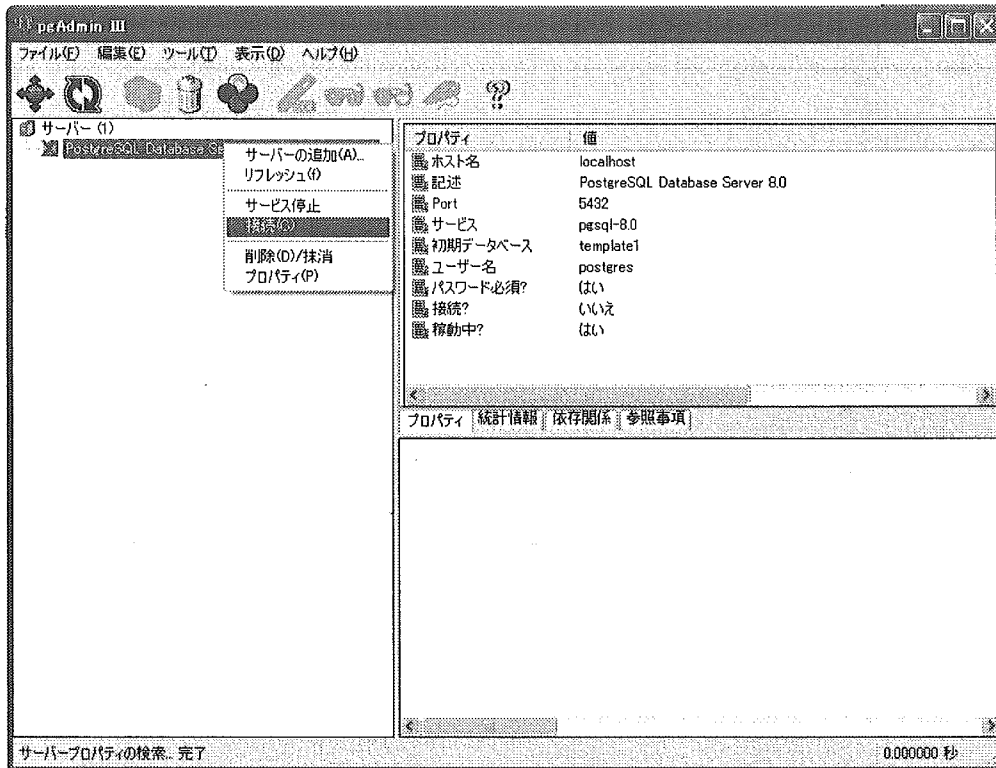 pgAdmin III
ファイル(F) 編集(E) ツール(T) 表示(D) ヘルプ(H)
サーバー (1)
PostgreSQL Database Se
サーバーの追加(A)...
リフレッシュ(f)
サービス停止
接続(C)
削除(D)/抹消
プロパティ(P)
プロパティ 値
ホスト名 localhost
記述 PostgreSQL Database Server 8.0
Port 5432
サービス pgsql-8.0
初期データベース template1
ユーザー名 postgres
パスワード必須? はい
接続? いいえ
稼動中? はい
プロパティ 統計情報 依存関係 参照事項
サーバープロパティの検索... 完了 0.000000 秒